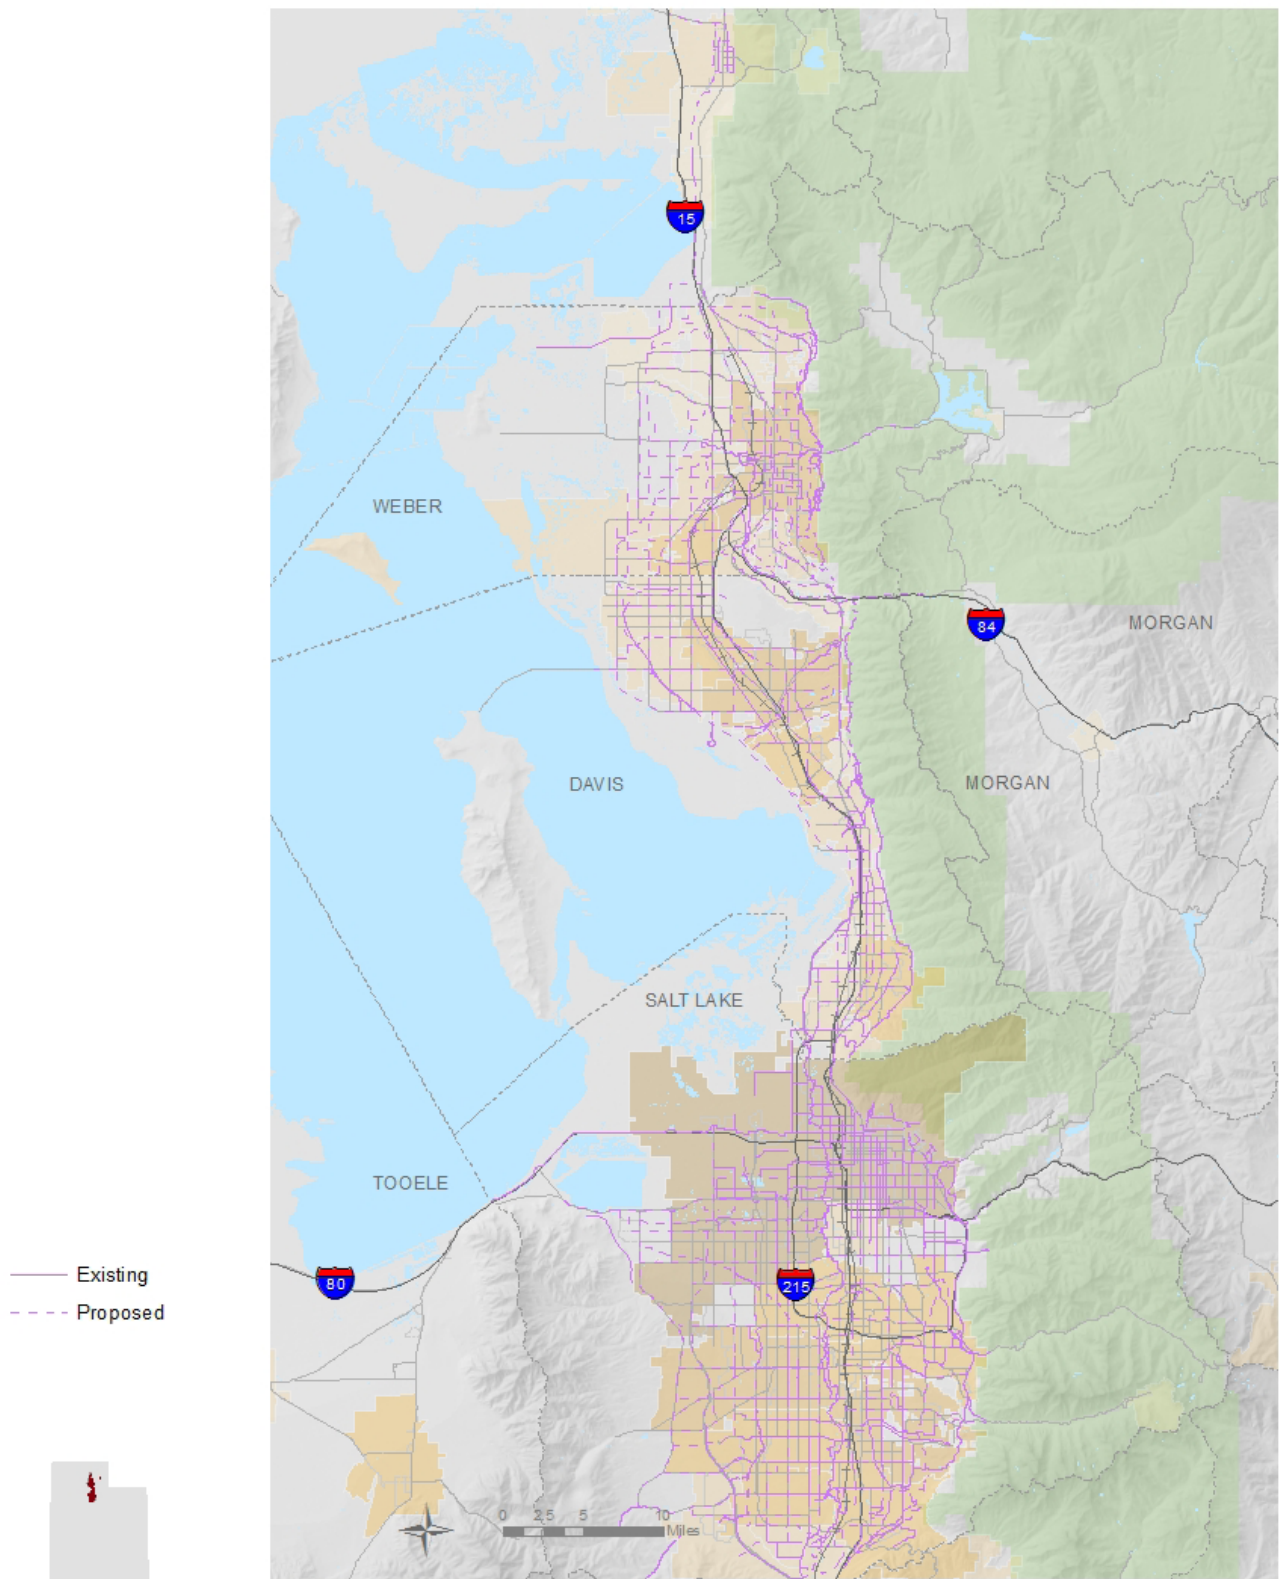 15
WEBER
84
MORGAN
DAVIS
MORGAN
SALT LAKE
TOOELE
Existing
80
215
Proposed
0 2.5 5 10
Miles